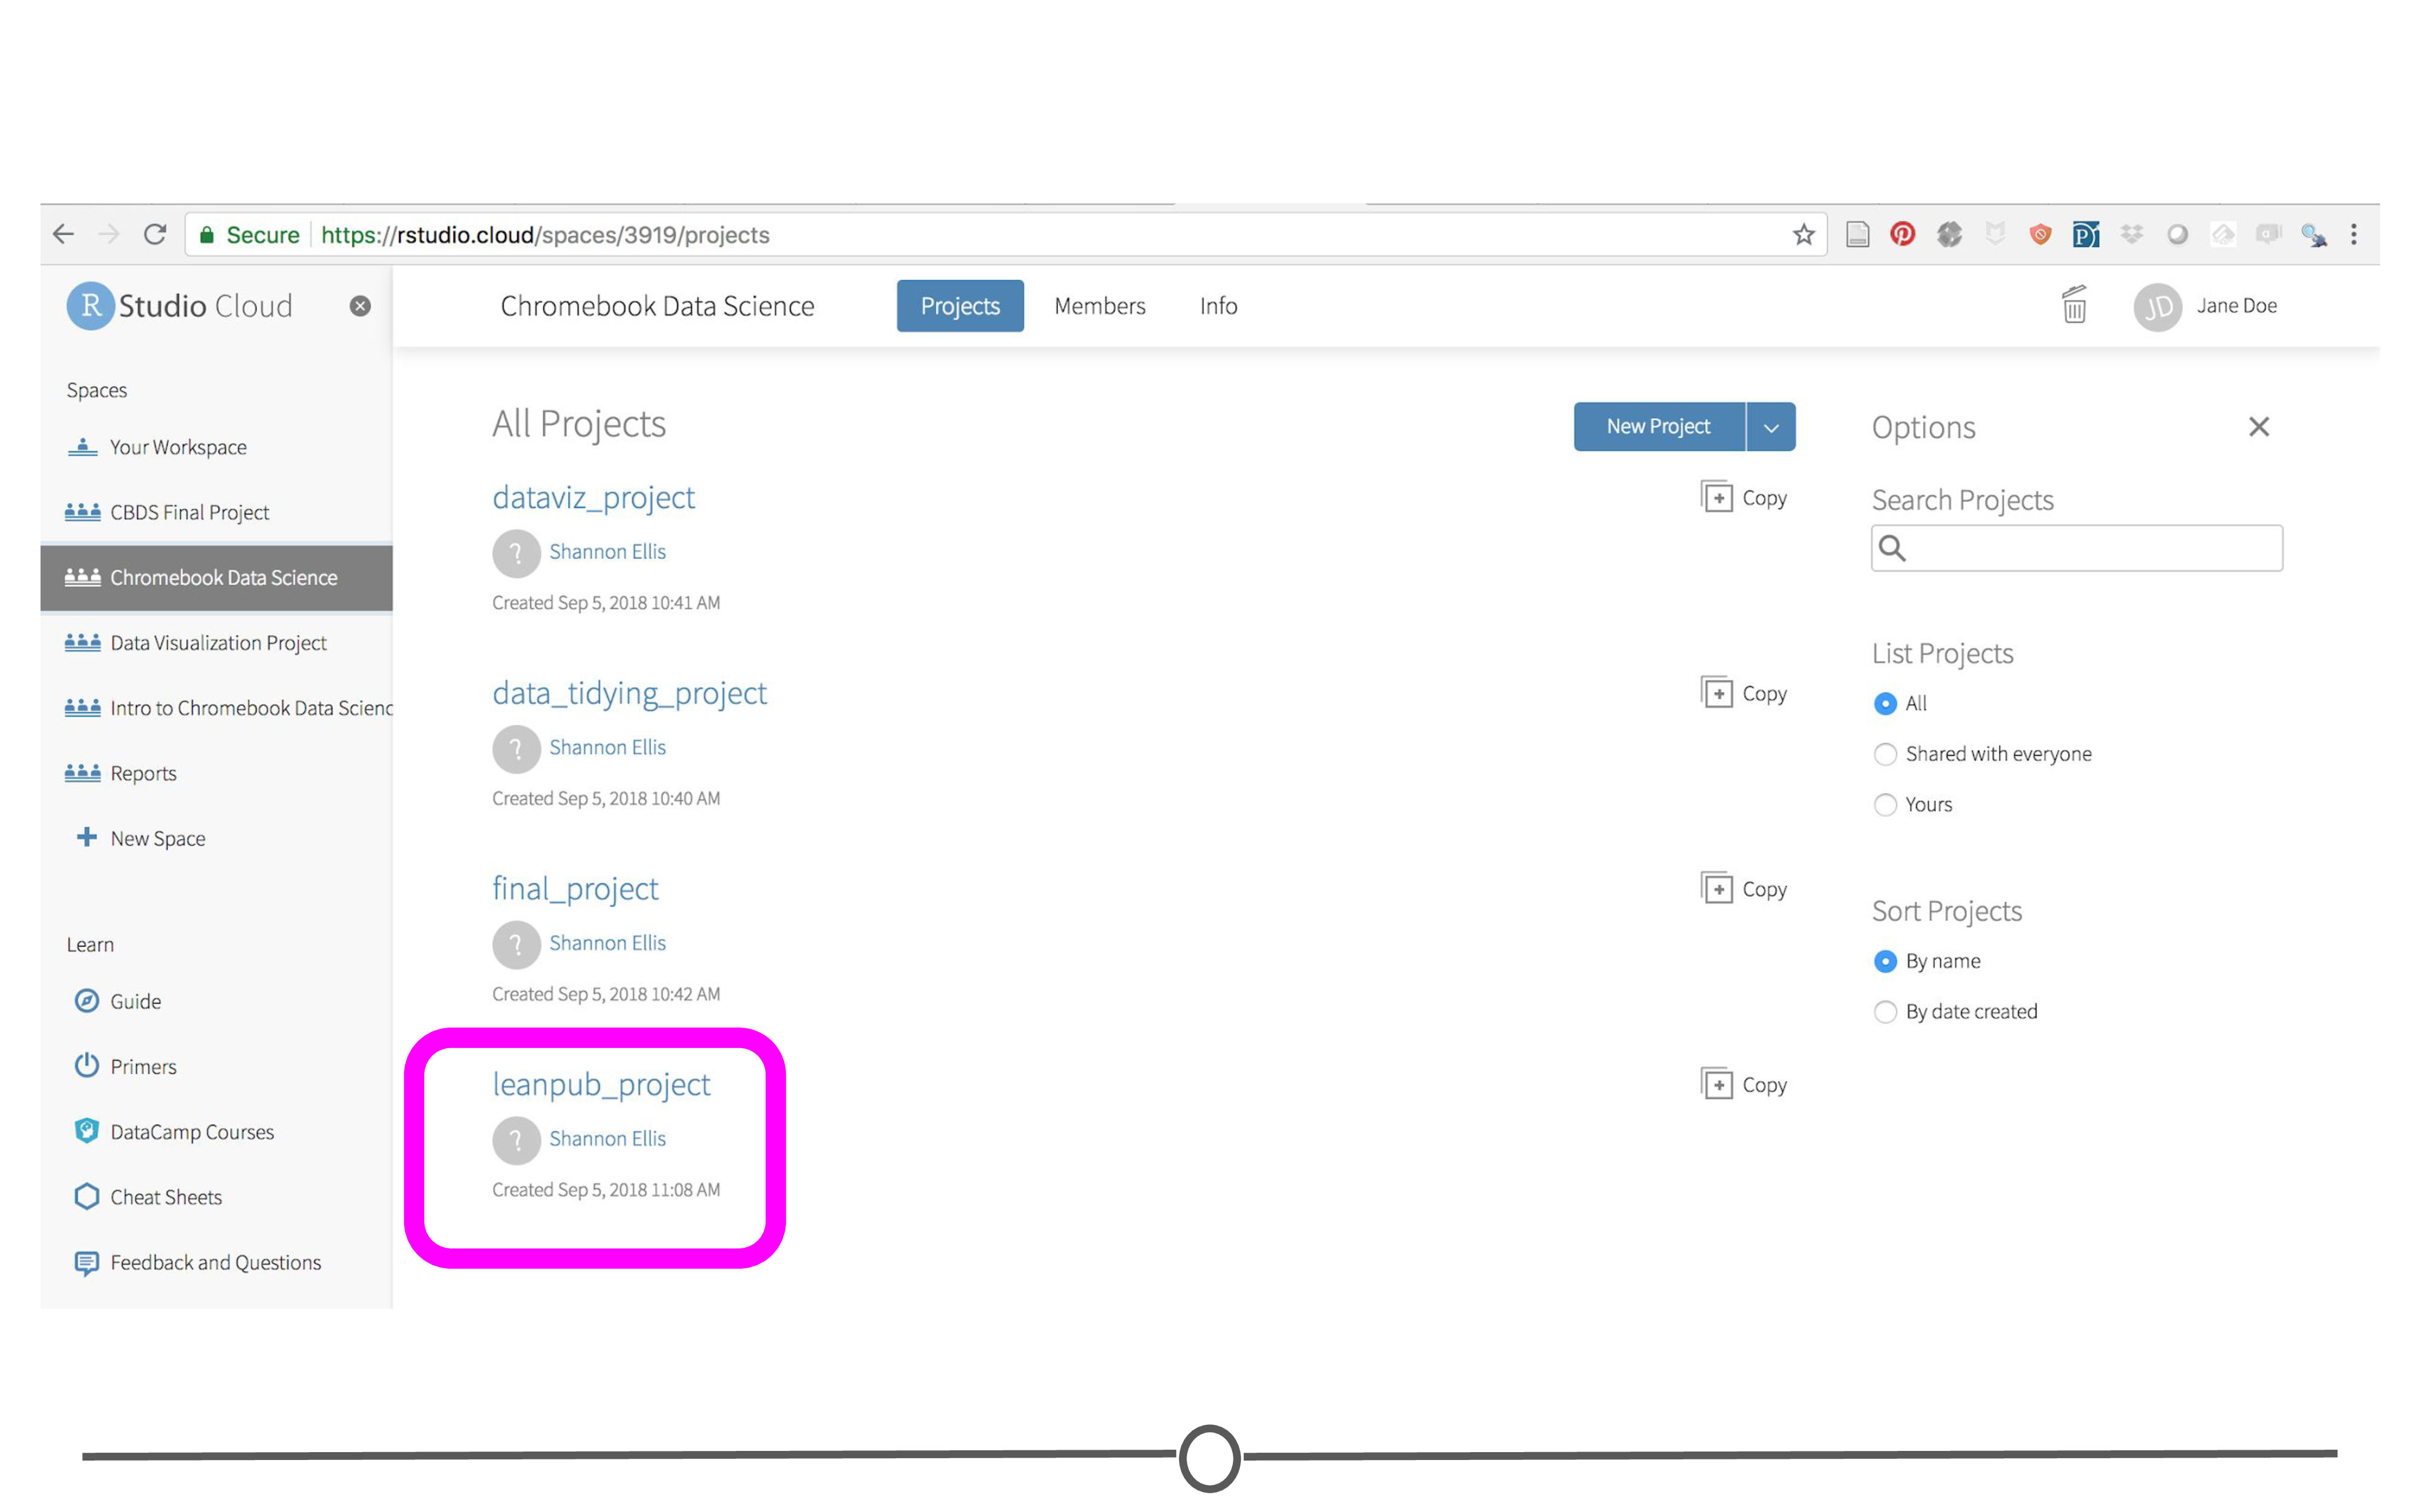 Secure https://rstudio.cloud/spaces/3919/projects
R Studio Cloud
Chromebook Data Science Projects Members Info JD Jane Doe
Spaces
Your Workspace
CBDS Final Project
Chromebook Data Science
Data Visualization Project
Intro to Chromebook Data Scienc
Reports
New Space
Learn
Guide
Primers
DataCamp Courses
Cheat Sheets
Feedback and Questions
All Projects
New Project
dataviz_project
Copy
? Shannon Ellis
Created Sep 5, 2018 10:41 AM
data_tidying_project
Copy
? Shannon Ellis
Created Sep 5, 2018 10:40 AM
final_project
Copy
? Shannon Ellis
Created Sep 5, 2018 10:42 AM
leanpub_project
Copy
? Shannon Ellis
Created Sep 5, 2018 11:08 AM
Options
Search Projects
List Projects
All
Shared with everyone
Yours
Sort Projects
By name
By date created